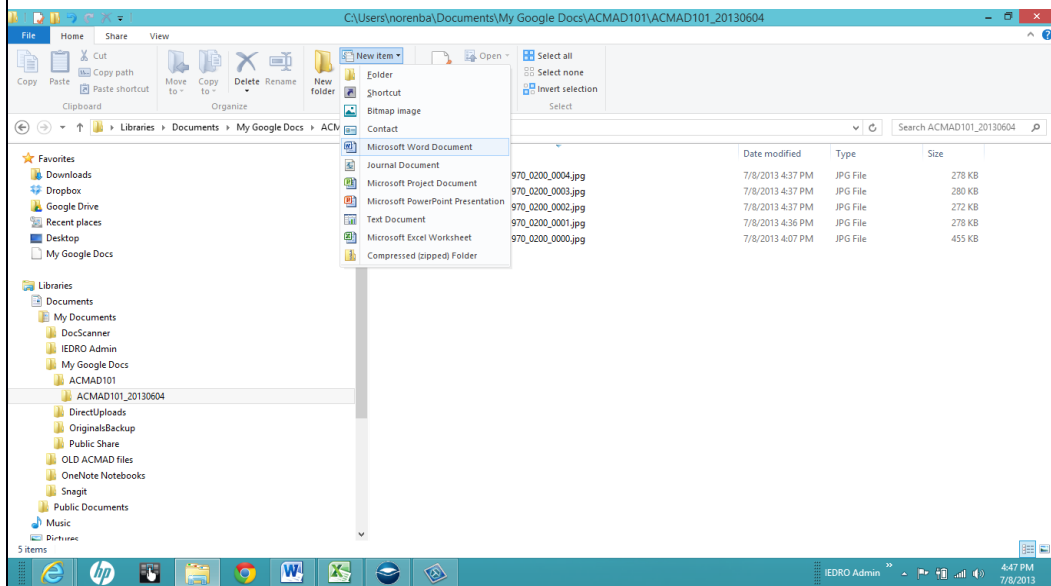 C:\Users\norenba\Documents\My Google Docs\ACMAD101\ACMAD101_20130604
File Home Share View
Copy
Paste
Cut
Copy path
Paste shortcut
Clipboard
Move to
Copy to
Delete
Rename
Organize
New folder
New item
Open
Select all
Select none
Invert selection
Select
Libraries Documents My Google Docs ACM
Search ACMAD101_20130604
Folder
Shortcut
Bitmap image
Contact
Microsoft Word Document
Journal Document
Microsoft Project Document
Microsoft PowerPoint Presentation
Text Document
Microsoft Excel Worksheet
Compressed (zipped) Folder
Date modified Type Size
970_0200_0004.jpg 7/8/2013 4:37 PM JPG File 278 KB
970_0200_0003.jpg 7/8/2013 4:37 PM JPG File 280 KB
970_0200_0002.jpg 7/8/2013 4:37 PM JPG File 272 KB
970_0200_0001.jpg 7/8/2013 4:36 PM JPG File 278 KB
970_0200_0000.jpg 7/8/2013 4:07 PM JPG File 455 KB
Favorites
Downloads
Dropbox
Google Drive
Recent places
Desktop
My Google Docs
Libraries
Documents
My Documents
DocScanner
IEDRO Admin
My Google Docs
ACMAD101
ACMAD101_20130604
DirectUploads
OriginalsBackup
Public Share
OLD ACMAD files
OneNote Notebooks
Snagit
Public Documents
Music
Pictures
5 items
hp
IEDRO Admin
4:47 PM
7/8/2013